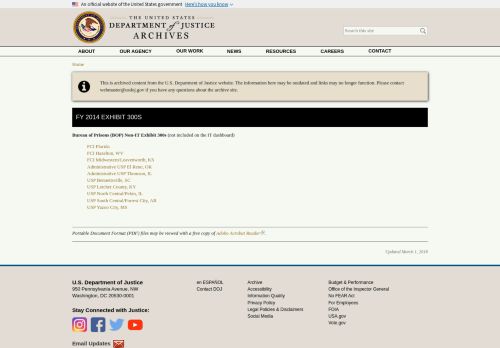 An official website of the United States government Here's how you know
THE UNITED STATES
DEPARTMENT of JUSTICE
ARCHIVES
Search this site
ABOUT OUR AGENCY OUR WORK NEWS RESOURCES CAREERS CONTACT
Home
This is archived content from the U.S. Department of Justice website. The information here may be outdated and links may no longer function. Please contact
webmaster@usdoj.gov if you have any questions about the archive site.
FY 2014 EXHIBIT 300S
Bureau of Prisons (BOP) Non-IT Exhibit 300s (not included on the IT dashboard)
FCI Florida
FCI Hazelton, WV
FCI Midwestern/Leavenworth, KS
Administrative USP El Reno, OK
Administrative USP Thomson, IL
USP Bennettsville, SC
USP Letcher County, KY
USP North Central/Pekin, IL
USP South Central/Forrest City, AR
USP Yazoo City, MS
Portable Document Format (PDF) files may be viewed with a free copy of Adobe Acrobat Reader.
Updated March 1, 2018
U.S. Department of Justice
950 Pennsylvania Avenue, NW
Washington, DC 20530-0001
Stay Connected with Justice:
Email Updates
en ESPAÑOL
Contact DOJ
Archive
Accessibility
Information Quality
Privacy Policy
Legal Policies & Disclaimers
Social Media
Budget & Performance
Office of the Inspector General
No FEAR Act
For Employees
FOIA
USA.gov
Vote.gov